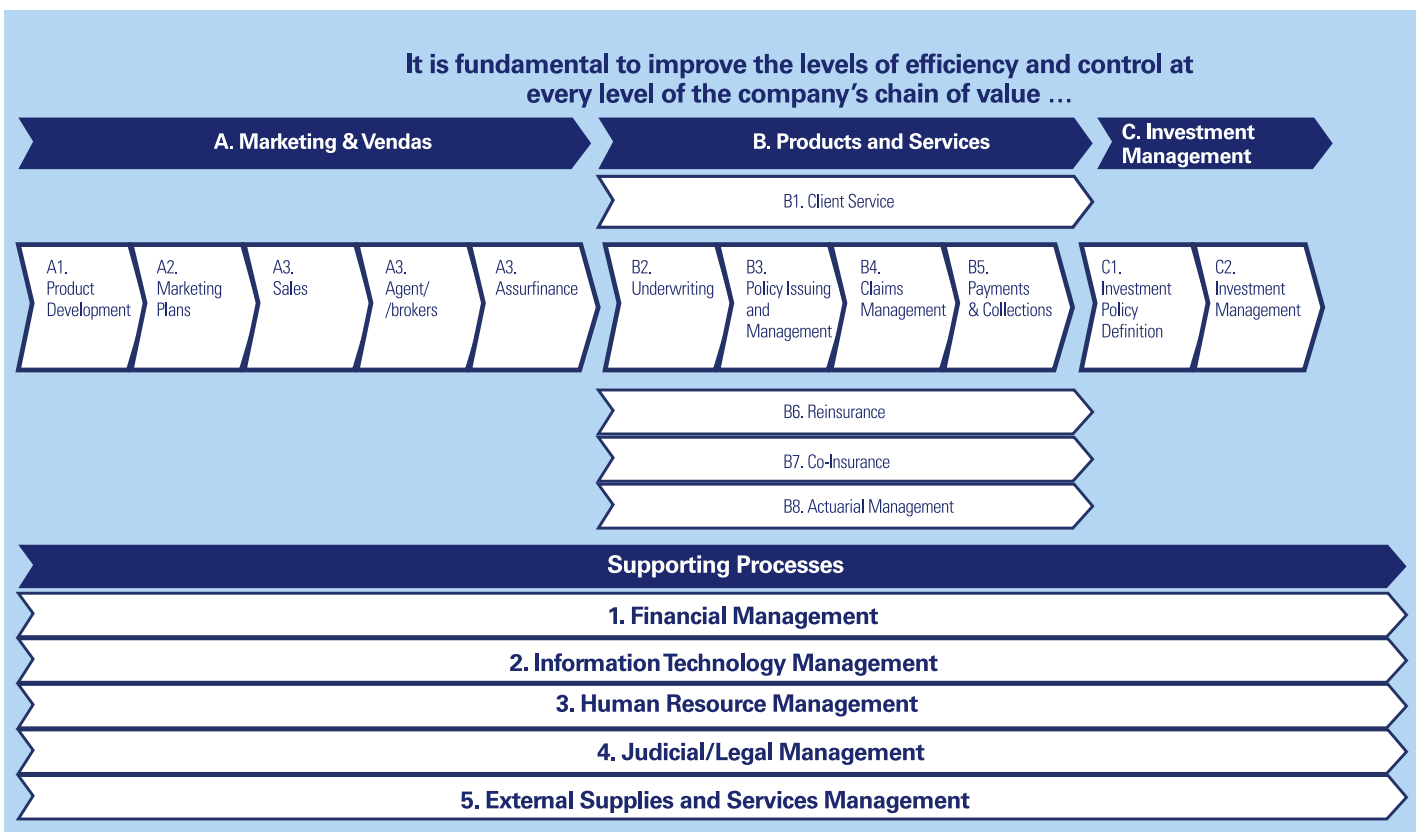 It is fundamental to improve the levels of efficiency and control at
every level of the company's chain of value ...
A. Marketing & Vendas
B. Products and Services
C. Investment
Management
B1. Client Service
A1.
Product
Development
A2.
Marketing
Plans
A3.
Sales
A3.
Agent/
/brokers
A3.
Assurfinance
B2.
Underwriting
B3.
Policy Issuing
and
Management
B4.
Claims
Management
B5.
Payments
& Collections
C1.
Investment
Policy
Definition
C2.
Investment
Management
B6. Reinsurance
B7. Co-Insurance
B8. Actuarial Management
Supporting Processes
1. Financial Management
2. Information Technology Management
3. Human Resource Management
4. Judicial/Legal Management
5. External Supplies and Services Management